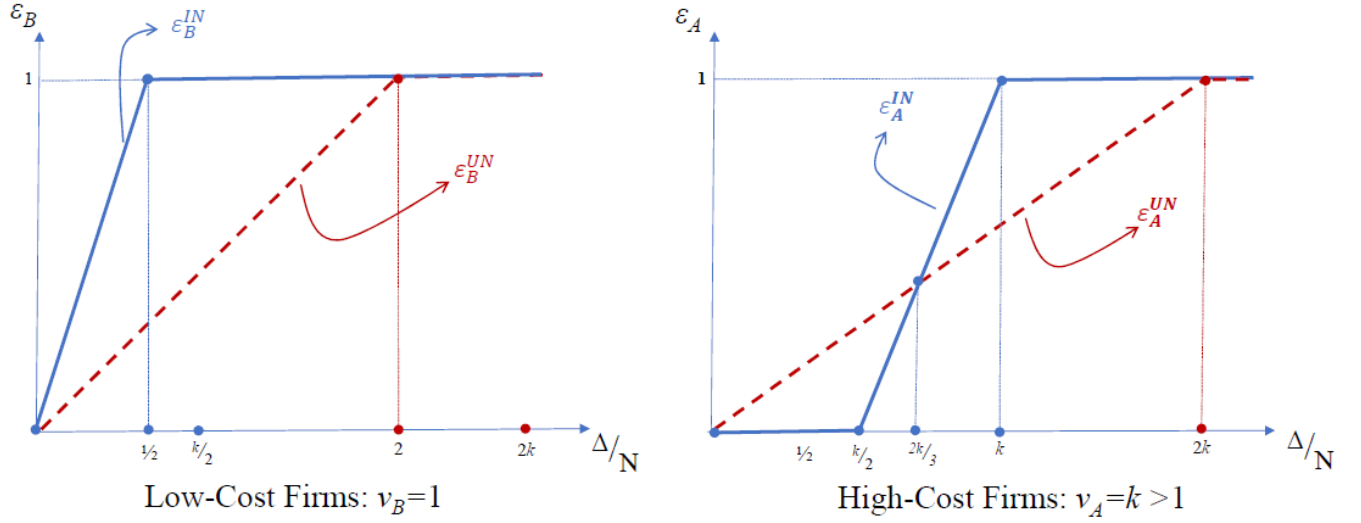 ε_B
ε_B^{IN}
1
ε_B^{UN}
½
k/2
2
2k
Δ/N
Low-Cost Firms: v_B=1
ε_A
1
ε_A^{IN}
ε_A^{UN}
½
k/2
2k/3
k
2k
Δ/N
High-Cost Firms: v_A=k >1